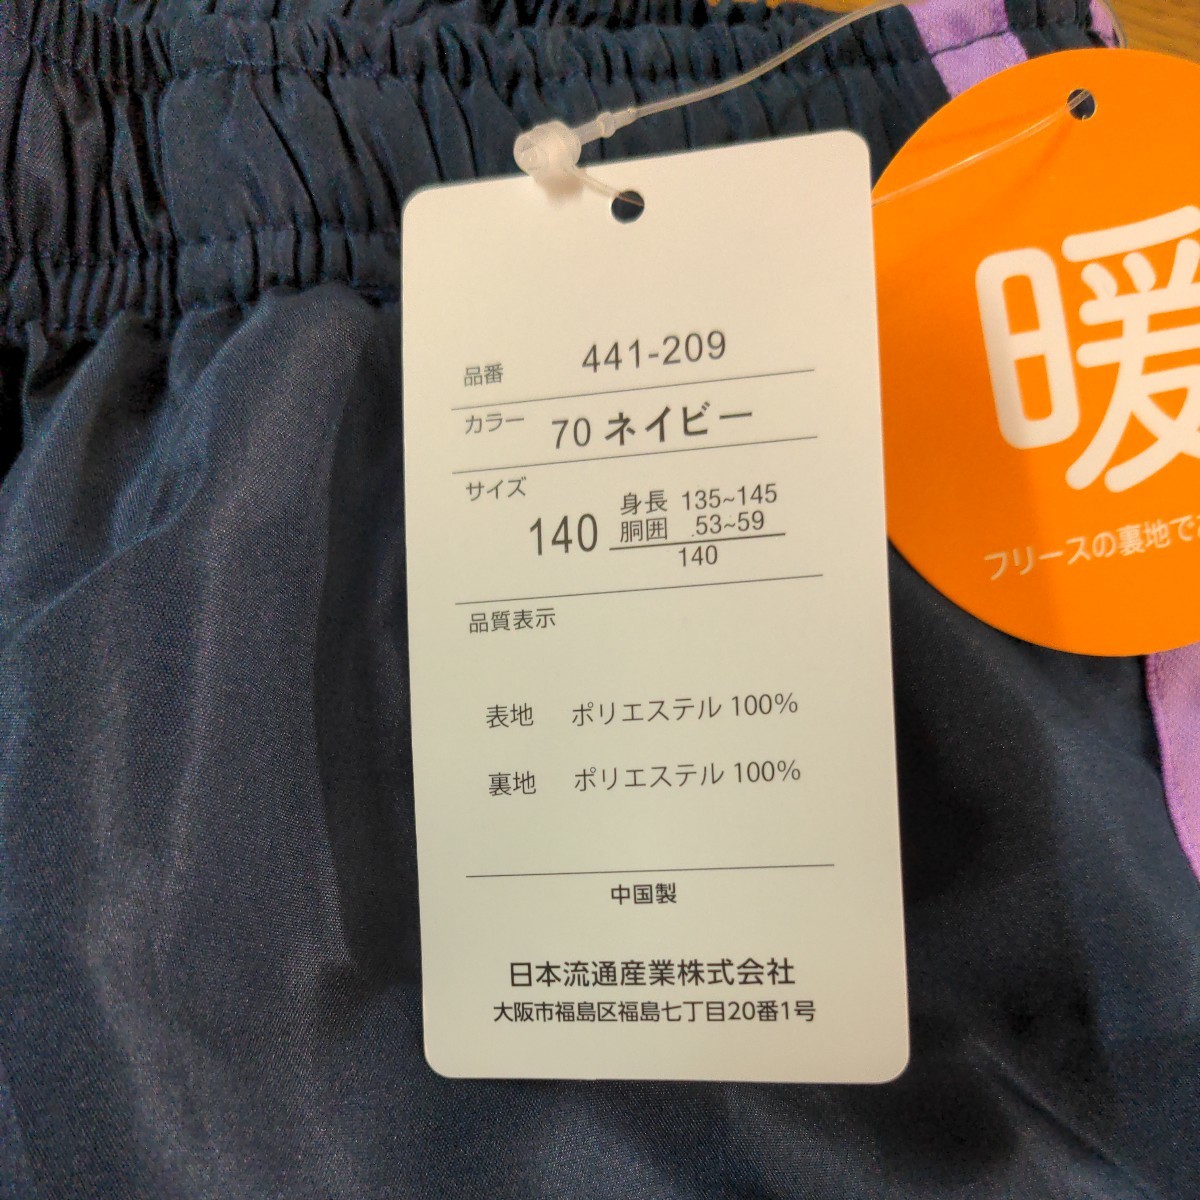 品番 441-209
カラー 70 ネイビー
サイズ 140 身長 135~145
胴囲 53~59
140
品質表示
表地 ポリエステル 100%
裏地 ポリエステル 100%
中国製
日本流通産業株式会社
大阪市福島区福島七丁目20番1号
暖
フリースの裏地で